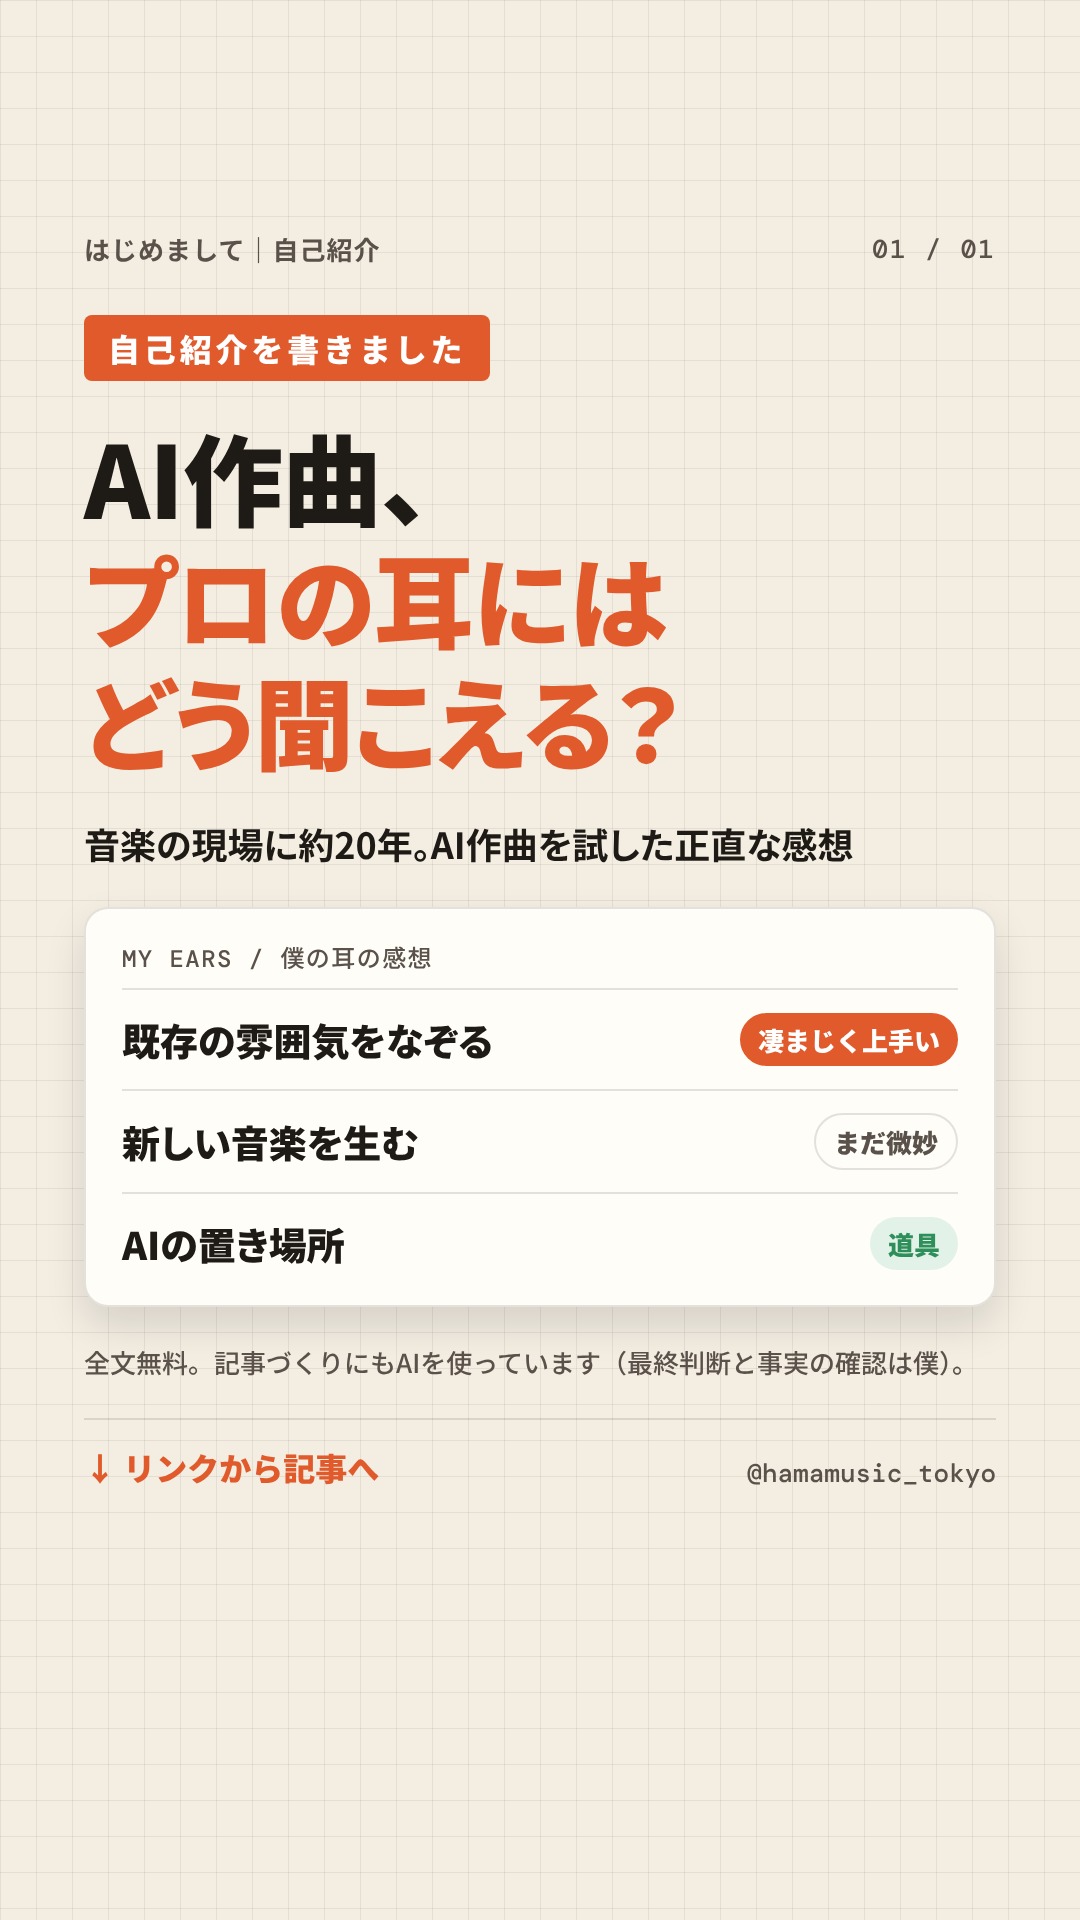 はじめまして｜自己紹介
01 / 01
自己紹介を書きました
AI作曲、
プロの耳には
どう聞こえる？
音楽の現場に約20年。AI作曲を試した正直な感想
MY EARS / 僕の耳の感想
既存の雰囲気をなぞる
凄まじく上手い
新しい音楽を生む
まだ微妙
AIの置き場所
道具
全文無料。記事づくりにもAIを使っています（最終判断と事実の確認は僕）。
↓ リンクから記事へ
@hamamusic_tokyo